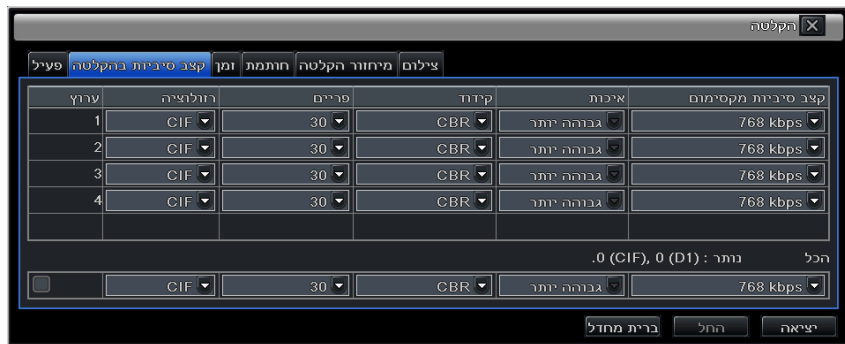 הקלטה
פעיל קצב סיביות בהקלטה זמן חותמת מיחזור הקלטה צילום
ערוץ רזולוציה פריים קידוד איכות קצב סיביות מקסימום
1 CIF 30 CBR גבוהה יותר 768 kbps
2 CIF 30 CBR גבוהה יותר 768 kbps
3 CIF 30 CBR גבוהה יותר 768 kbps
4 CIF 30 CBR גבוהה יותר 768 kbps
הכל נותר : 0 (CIF), 0 (D1).
CIF 30 CBR גבוהה יותר 768 kbps
ברית מחדל החל יציאה